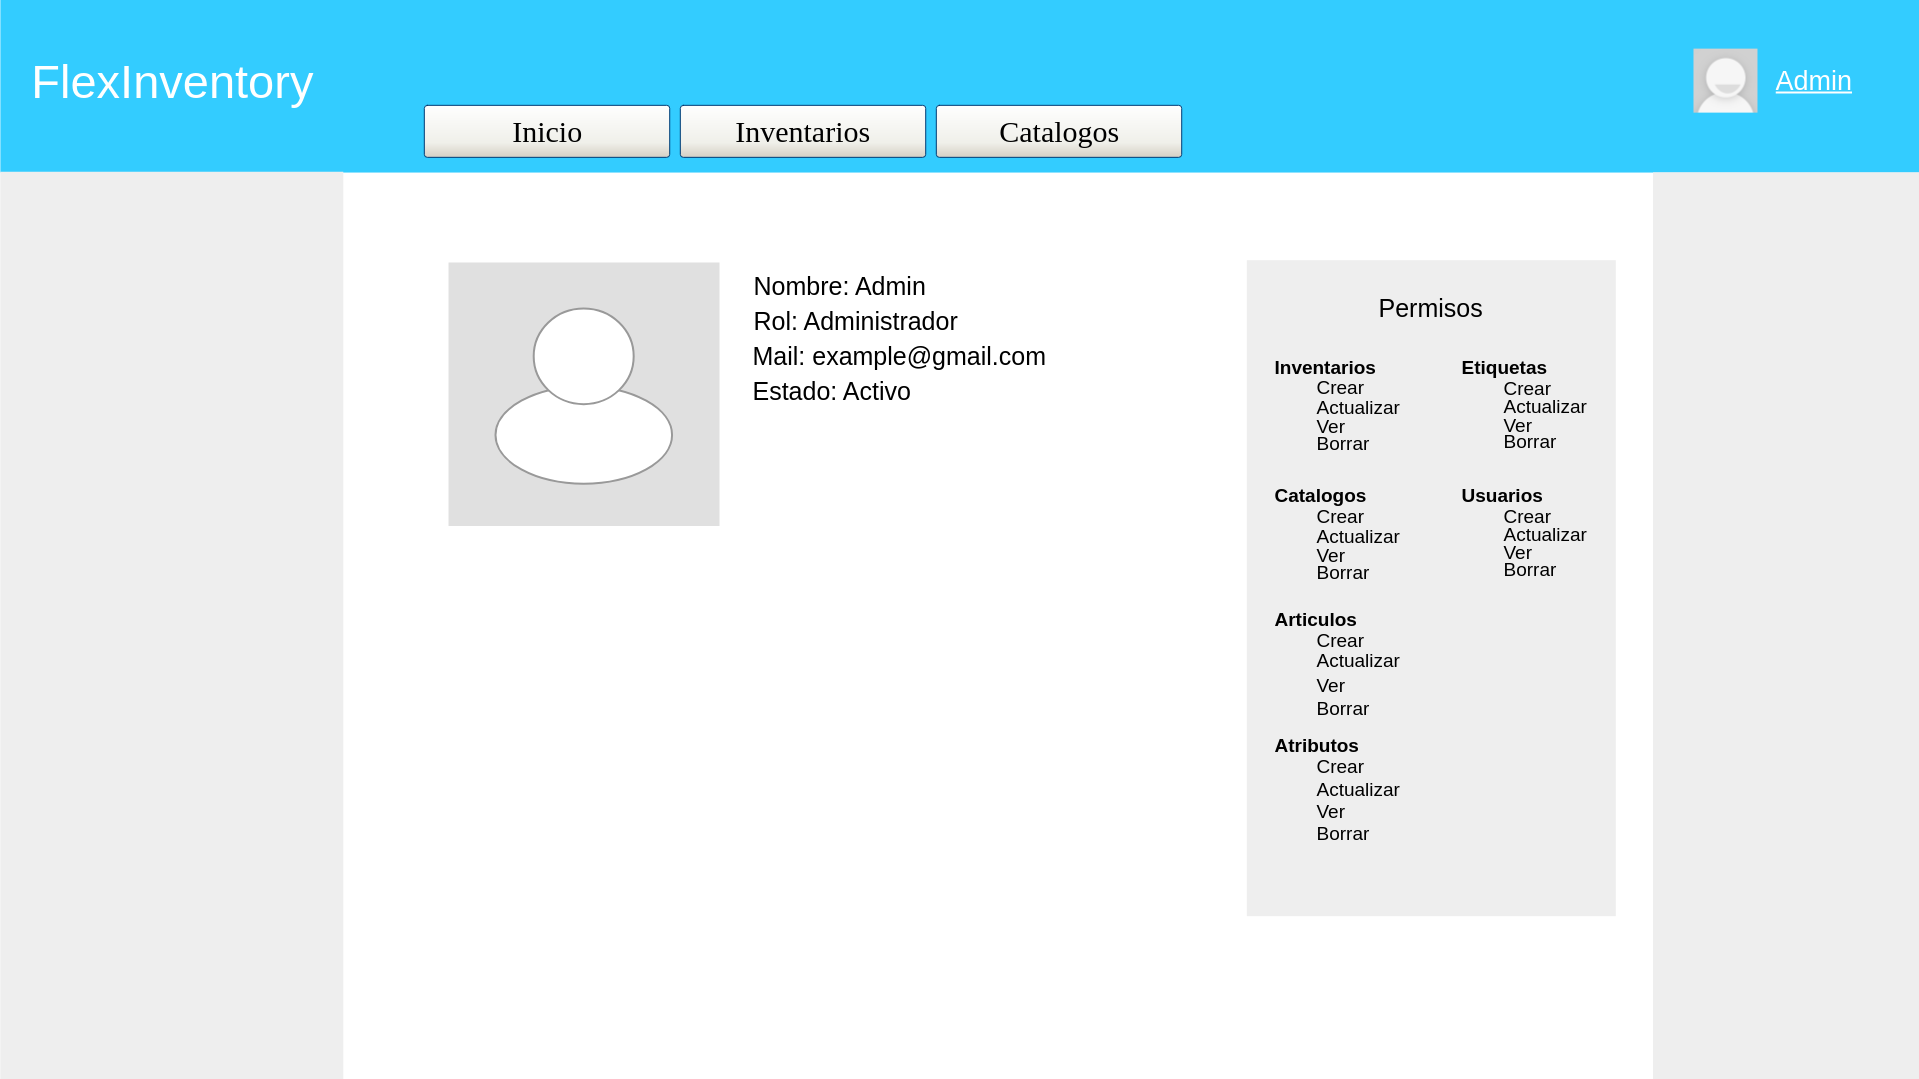 FlexInventory
Admin
Inicio
Inventarios
Catalogos
Nombre: Admin
Rol: Administrador
Mail: example@gmail.com
Estado: Activo
Permisos
Inventarios
Crear
Actualizar
Ver
Borrar
Etiquetas
Crear
Actualizar
Ver
Borrar
Catalogos
Crear
Actualizar
Ver
Borrar
Usuarios
Crear
Actualizar
Ver
Borrar
Articulos
Crear
Actualizar
Ver
Borrar
Atributos
Crear
Actualizar
Ver
Borrar